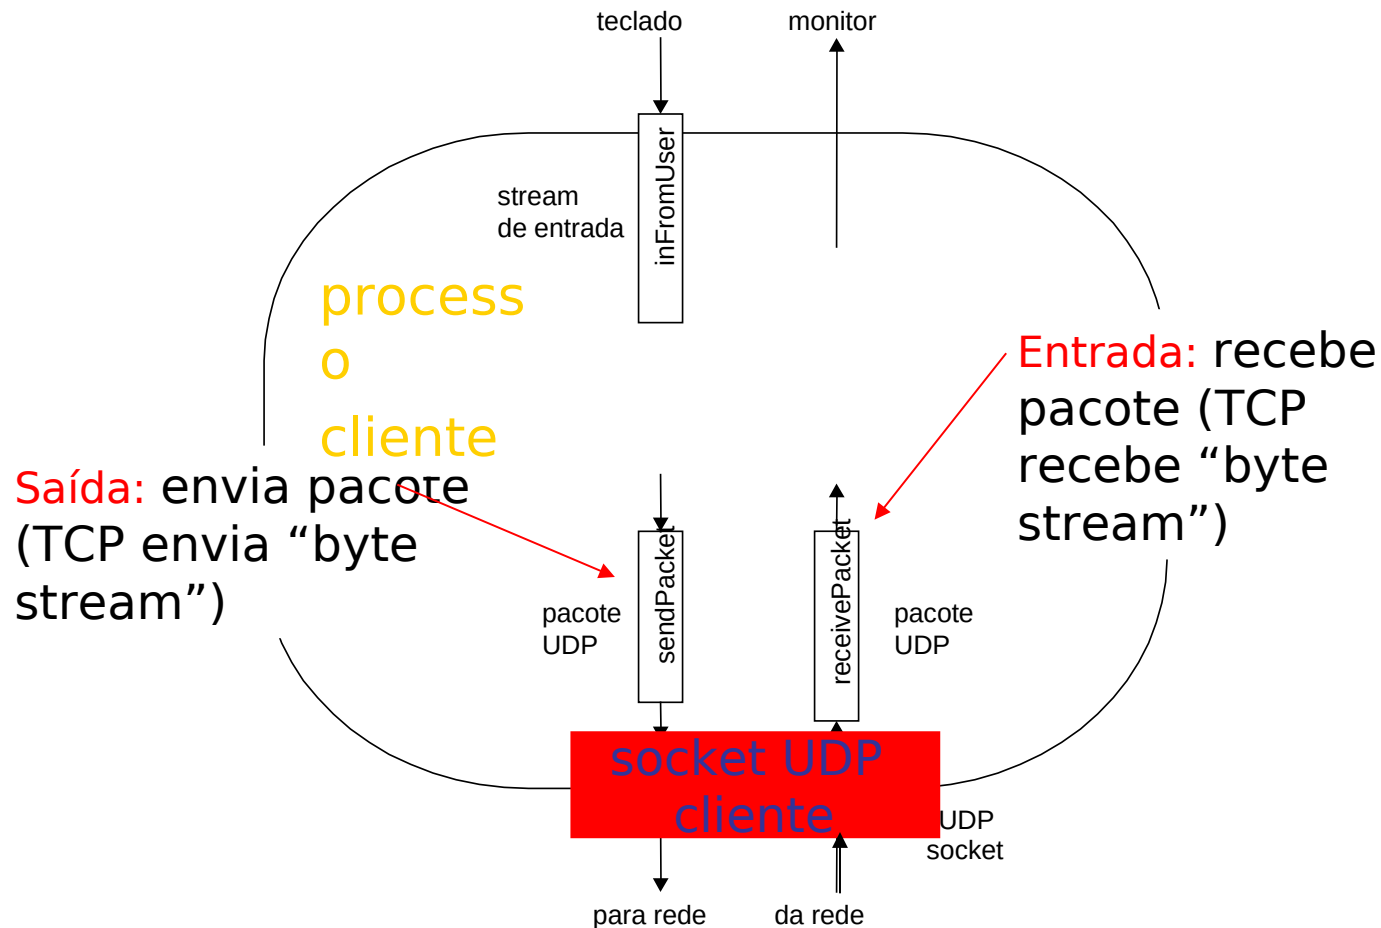 teclado
monitor
inFromUser
stream
de entrada
process
o
cliente
Entrada: recebe
pacote (TCP
recebe “byte
stream”)
Saída: envia pacote
(TCP envia “byte
stream”)
sendPacket
receivePacket
pacote
UDP
pacote
UDP
socket UDP
cliente
UDP
socket
para rede
da rede